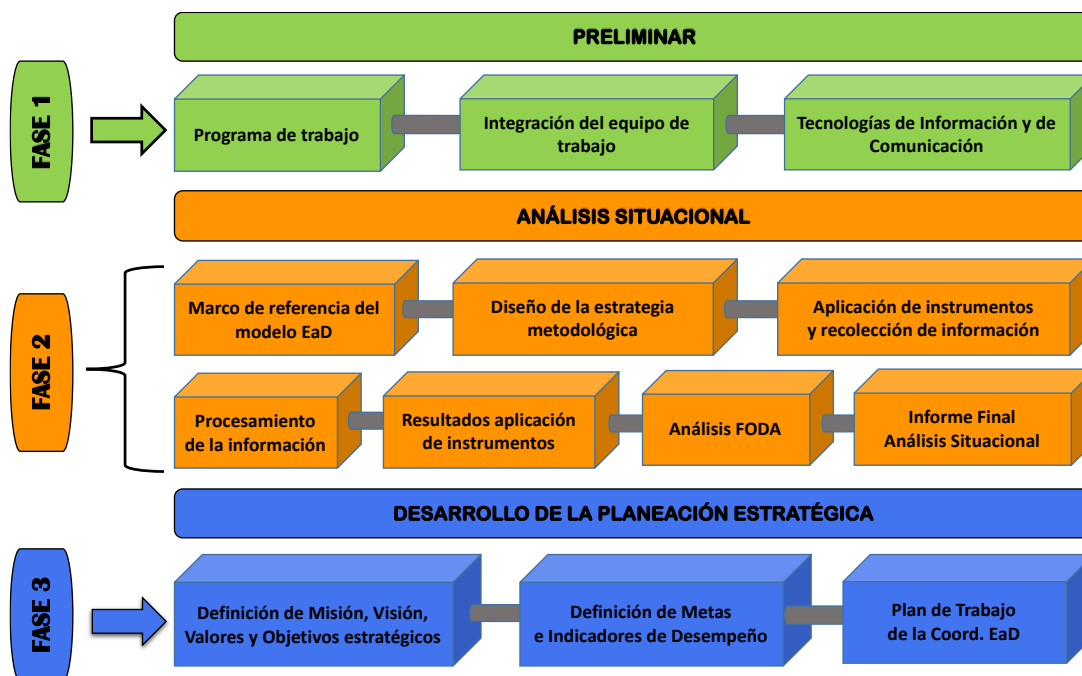 PRELIMINAR
FASE 1
Programa de trabajo
Integración del equipo de
trabajo
Tecnologías de Información y de
Comunicación
ANÁLISIS SITUACIONAL
FASE 2
Marco de referencia del
modelo EaD
Diseño de la estrategia
metodológica
Aplicación de instrumentos
y recolección de información
Procesamiento
de la información
Resultados aplicación
de instrumentos
Análisis FODA
Informe Final
Análisis Situacional
DESARROLLO DE LA PLANEACIÓN ESTRATÉGICA
FASE 3
Definición de Misión, Visión,
Valores y Objetivos estratégicos
Definición de Metas
e Indicadores de Desempeño
Plan de Trabajo
de la Coord. EaD